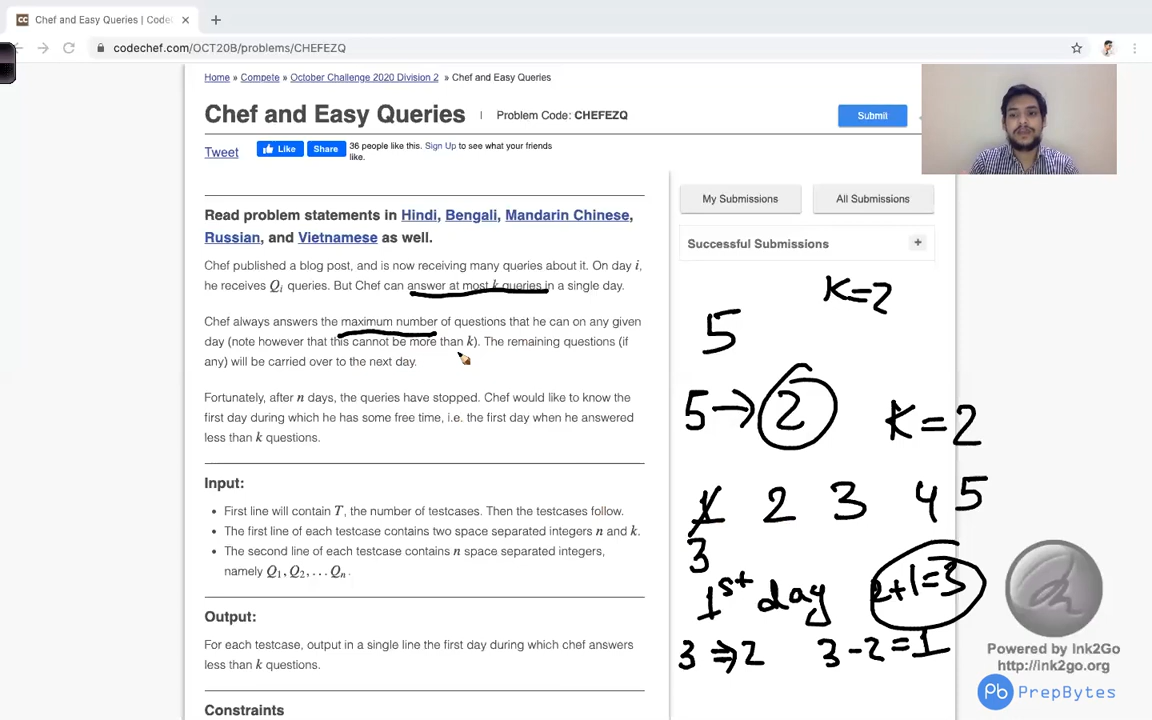 Chef and Easy Queries | Code
codechef.com/OCT20B/problems/CHEFEZQ
Home » Compete » October Challenge 2020 Division 2 » Chef and Easy Queries
Chef and Easy Queries | Problem Code: CHEFEZQ
Submit
Tweet
Like
Share
36 people like this. Sign Up to see what your friends like.
Read problem statements in Hindi, Bengali, Mandarin Chinese,
Russian, and Vietnamese as well.
Chef published a blog post, and is now receiving many queries about it. On day i,
he receives Qi queries. But Chef can answer at most k queries in a single day.
Chef always answers the maximum number of questions that he can on any given
day (note however that this cannot be more than k). The remaining questions (if
any) will be carried over to the next day.
Fortunately, after n days, the queries have stopped. Chef would like to know the
first day during which he has some free time, i.e. the first day when he answered
less than k questions.
Input:
• First line will contain T, the number of testcases. Then the testcases follow.
• The first line of each testcase contains two space separated integers n and k.
• The second line of each testcase contains n space separated integers,
namely Q1, Q2, ... Qn.
Output:
For each testcase, output in a single line the first day during which chef answers
less than k questions.
Constraints
My Submissions
All Submissions
Successful Submissions +
K=2
5
5→2 K=2
1 2 3 4 5
3
1st day 2+1=3
3⇒2 3-2=1
Powered by Ink2Go
http://ink2go.org
Pb PrepBytes